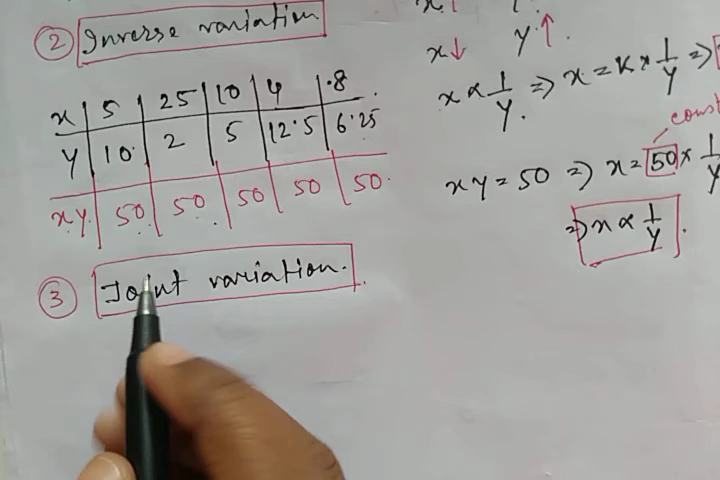 ② Inverse variation
x 5 25 10 4 8
y 10 2 5 12.5 6.25
xy 50 50 50 50 50
③ Joint variation.
x↓ y↑.
x ∝ 1/y. ⇒ x = K × 1/y ⇒
const
xy = 50 ⇒ x = 50 × 1/y
⇒ x ∝ 1/y.